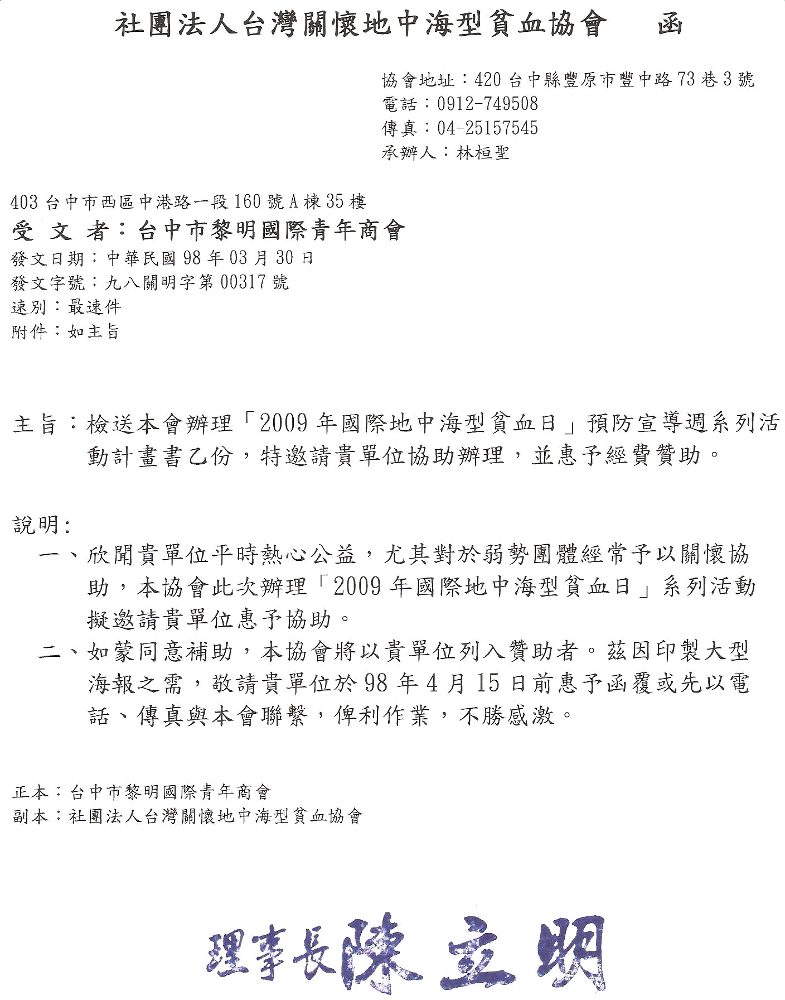 社團法人台灣關懷地中海型貧血協會　函
協會地址：420 台中縣豐原市豐中路 73 巷 3 號
電話：0912-749508
傳真：04-25157545
承辦人：林桓聖
403 台中市西區中港路一段 160 號 A 棟 35 樓
受 文 者：台中市黎明國際青年商會
發文日期：中華民國 98 年 03 月 30 日
發文字號：九八關明字第 00317 號
速別：最速件
附件：如主旨
主旨：檢送本會辦理「2009 年國際地中海型貧血日」預防宣導週系列活
動計畫書乙份，特邀請貴單位協助辦理，並惠予經費贊助。
說明:
一、欣聞貴單位平時熱心公益，尤其對於弱勢團體經常予以關懷協
助，本協會此次辦理「2009 年國際地中海型貧血日」系列活動
擬邀請貴單位惠予協助。
二、如蒙同意補助，本協會將以貴單位列入贊助者。茲因印製大型
海報之需，敬請貴單位於 98 年 4 月 15 日前惠予函覆或先以電
話、傳真與本會聯繫，俾利作業，不勝感激。
正本：台中市黎明國際青年商會
副本：社團法人台灣關懷地中海型貧血協會
理事長陳立明